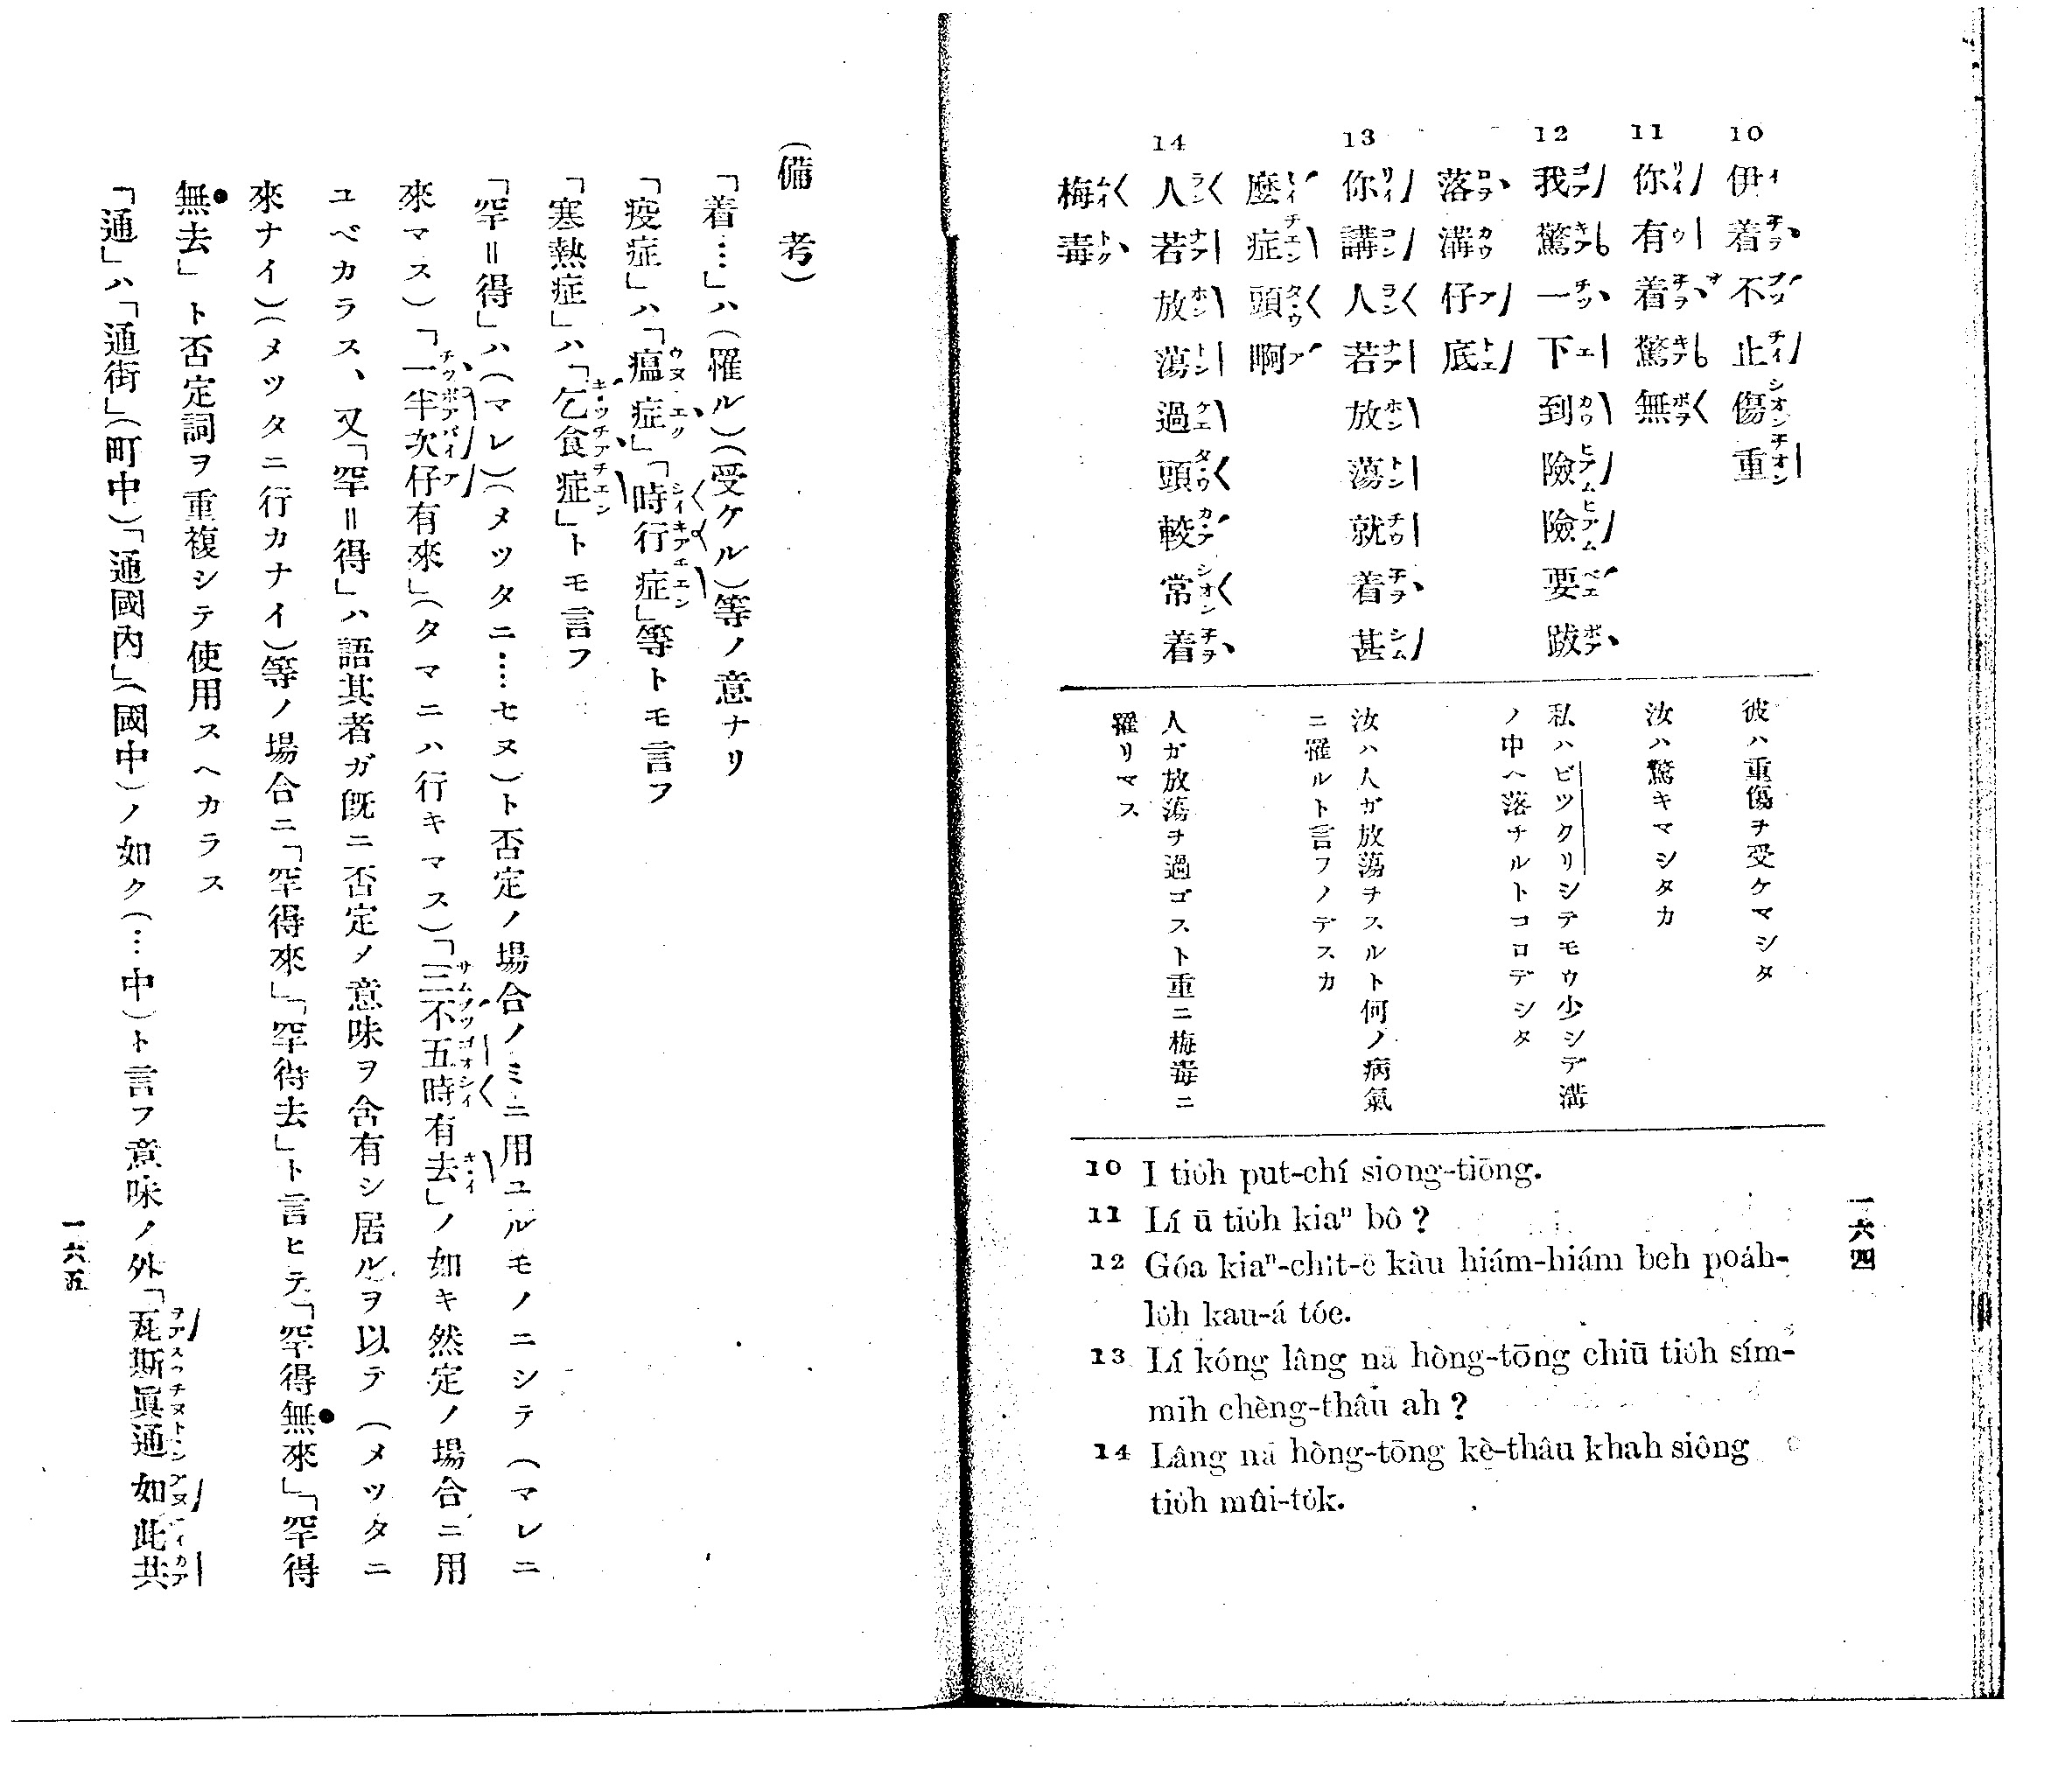 10 伊着不止傷重
11 你有着驚無
12 我驚一下到險險要跋
落溝仔底
13 你講人若放蕩就着甚
麼症頭啊
14 人若放蕩過頭較常着
梅毒
彼ハ重傷ヲ受ケマシタ
汝ハ驚キマシタカ
私ハビツクリシテモウ少シデ溝
ノ中ヘ落チルトコロデシタ
汝ハ人ガ放蕩ヲスルト何ノ病氣
ニ罹ルト言フノデスカ
人ガ放蕩ヲ過ゴスト重ニ梅毒ニ
罹リマス
10 I tio̍h put-chí siong-tiōng.
11 Lí ū tio̍h kiaⁿ bô?
12 Góa kiaⁿ-chi̍t-ē kàu hiám-hiám beh poa̍h-
lo̍h kau-á tóe.
13 Lí kóng lâng nā hòng-tōng chiū tio̍h sím-
mih chèng-thâu ah?
14 Lâng nā hòng-tōng kè-thâu khah siông
tio̍h mûi-to̍k.
一六四
(備考)
「着…」ハ(罹ル)(受ケル)等ノ意ナリ
「疫症」ハ「瘟症」「時行症」等トモ言フ
「寒熱症」ハ「乞食症」トモ言フ
「罕＝得」ハ(マレ)(メツタニ……セヌ)ト否定ノ場合ノミニ用ユルモノニシテ(マレニ
來マス)「一半次仔有來」(タマニハ行キマス)「三不五時有去」ノ如キ然定ノ場合ニ用
ユベカラス、又「罕＝得」ハ語其者ガ既ニ否定ノ意味ヲ含有シ居ルヲ以テ(メツタニ
來ナイ)(メツタニ行カナイ)等ノ場合ニ「罕得來」「罕得去」ト言ヒテ「罕得無來」「罕得
無去」ト否定詞ヲ重複シテ使用スヘカラス
「通」ハ「通街」(町中)「通國內」(國中)ノ如ク(…中)ト言フ意味ノ外「瓦斯眞通如此共
一六五